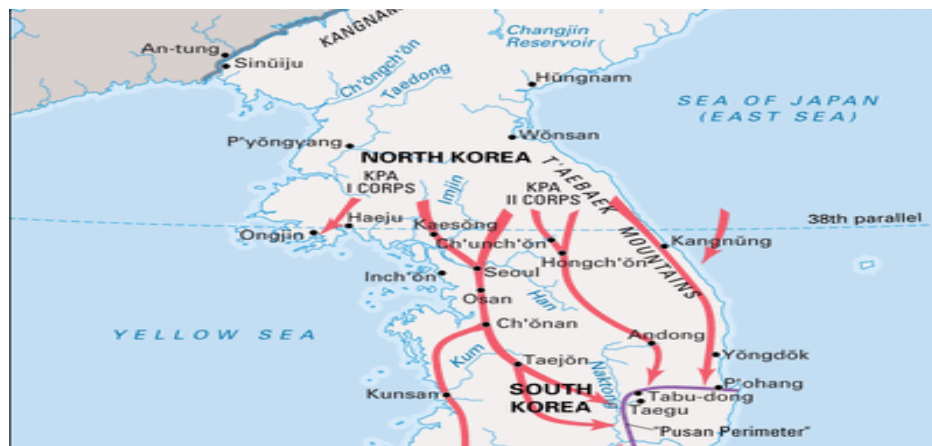 KANGNAM
Changjin
Reservoir
An-tung
Sinŭiju
Ch'ŏngch'ŏn
Taedong
Hŭngnam
SEA OF JAPAN
(EAST SEA)
P'yŏngyang
Wŏnsan
NORTH KOREA
T'AEBAEK MOUNTAINS
KPA
I CORPS
Imjin
KPA
II CORPS
38th parallel
Haeju
Ongjin
Kaesŏng
Ch'unch'ŏn
Kangnŭng
Hongch'ŏn
Seoul
Inch'ŏn
Osan
Han
YELLOW SEA
Ch'ŏnan
Andong
Kum
Taejŏn
Naktong
Yŏngdŏk
P'ohang
Kunsan
SOUTH
KOREA
Tabu-dong
Taegu
"Pusan Perimeter"